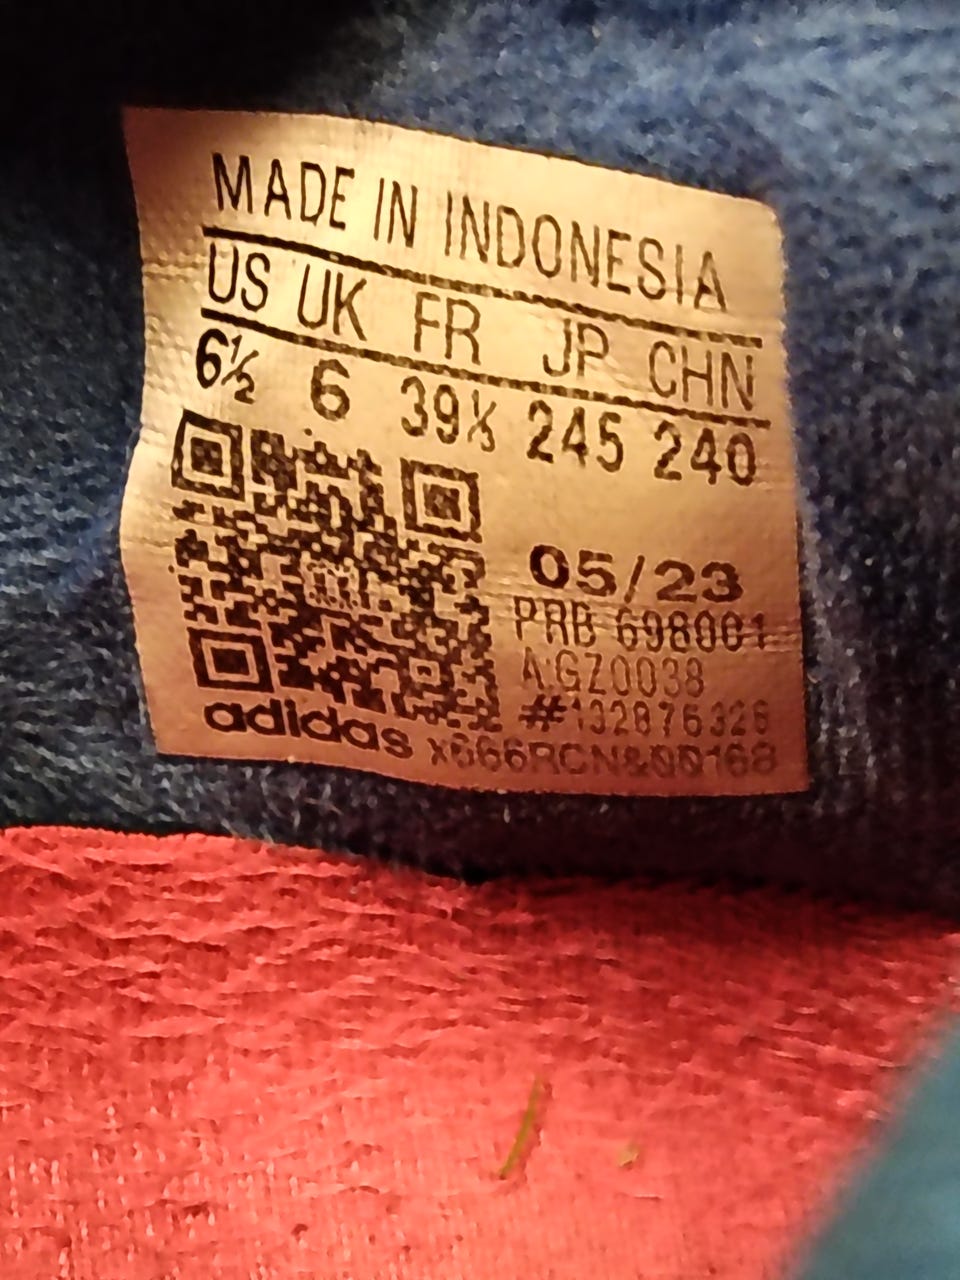 MADE IN INDONESIA
US UK FR JP CHN
6½ 6 39⅓ 245 240
05/23
PRB 698001
#132876326
adidas